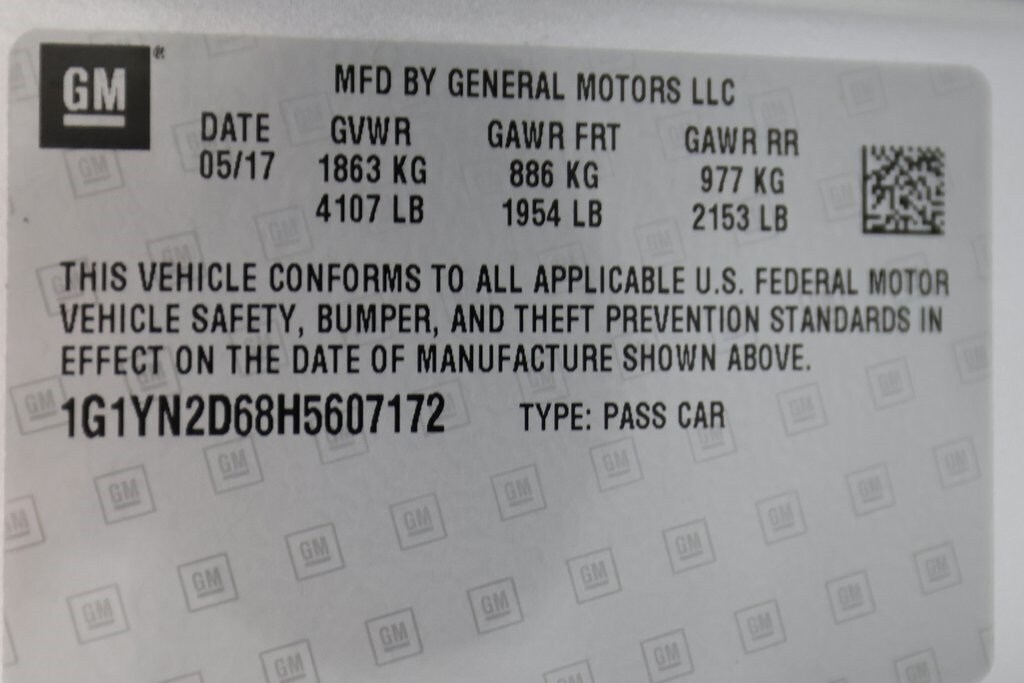 GM®
MFD BY GENERAL MOTORS LLC
DATE GVWR GAWR FRT GAWR RR
05/17 1863 KG 886 KG 977 KG
4107 LB 1954 LB 2153 LB
THIS VEHICLE CONFORMS TO ALL APPLICABLE U.S. FEDERAL MOTOR
VEHICLE SAFETY, BUMPER, AND THEFT PREVENTION STANDARDS IN
EFFECT ON THE DATE OF MANUFACTURE SHOWN ABOVE.
1G1YN2D68H5607172 TYPE: PASS CAR